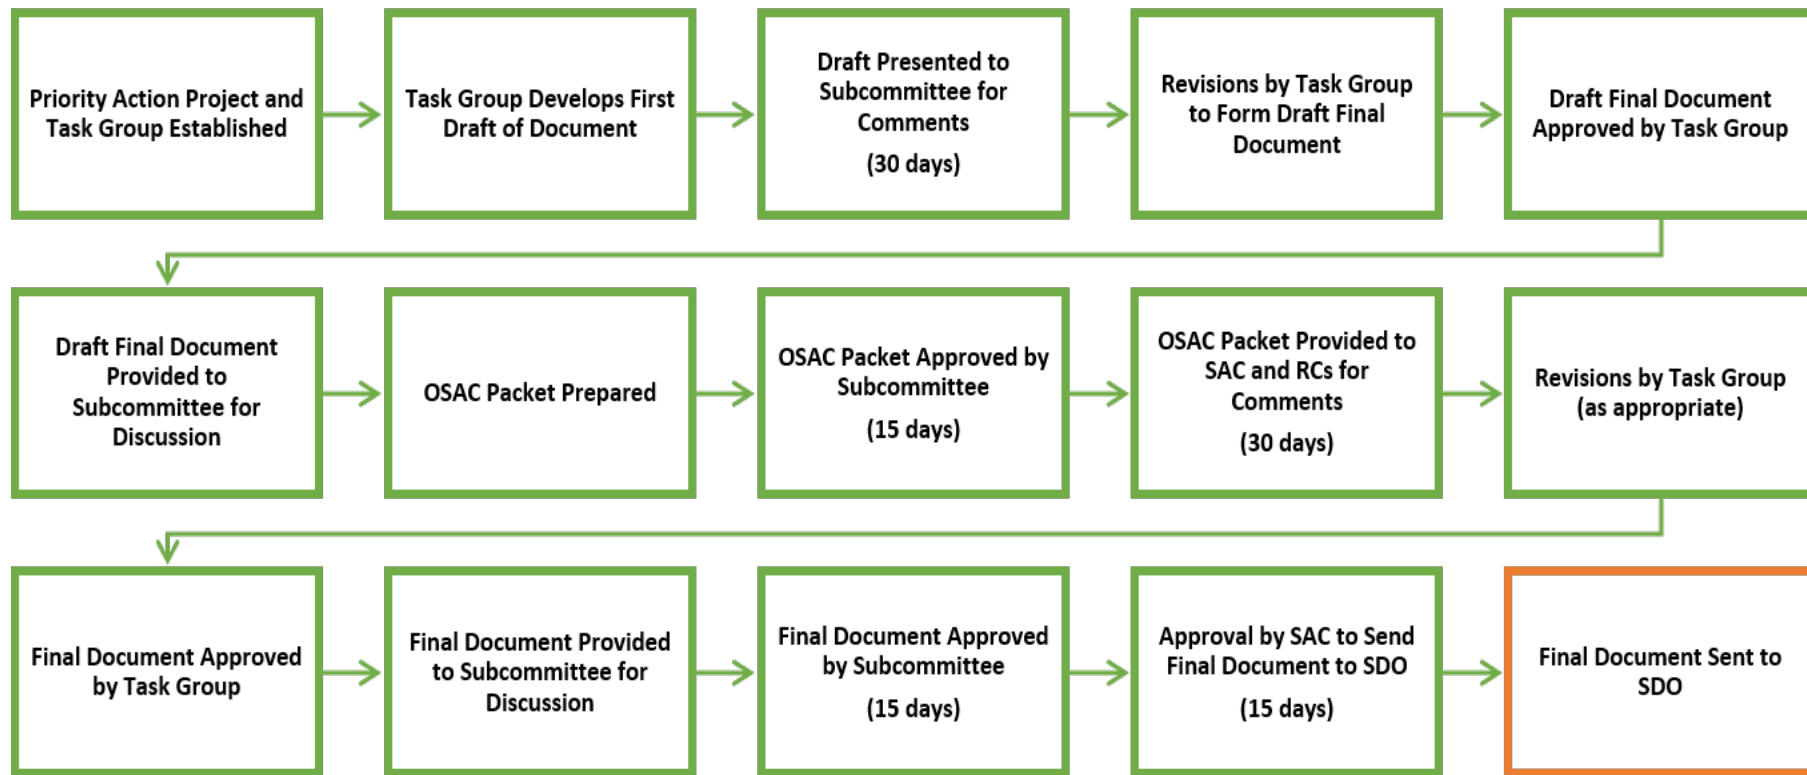 Priority Action Project and
Task Group Established
Task Group Develops First
Draft of Document
Draft Presented to
Subcommittee for
Comments
(30 days)
Revisions by Task Group
to Form Draft Final
Document
Draft Final Document
Approved by Task Group
Draft Final Document
Provided to
Subcommittee for
Discussion
OSAC Packet Prepared
OSAC Packet Approved by
Subcommittee
(15 days)
OSAC Packet Provided to
SAC and RCs for
Comments
(30 days)
Revisions by Task Group
(as appropriate)
Final Document Approved
by Task Group
Final Document Provided
to Subcommittee for
Discussion
Final Document Approved
by Subcommittee
(15 days)
Approval by SAC to Send
Final Document to SDO
(15 days)
Final Document Sent to
SDO